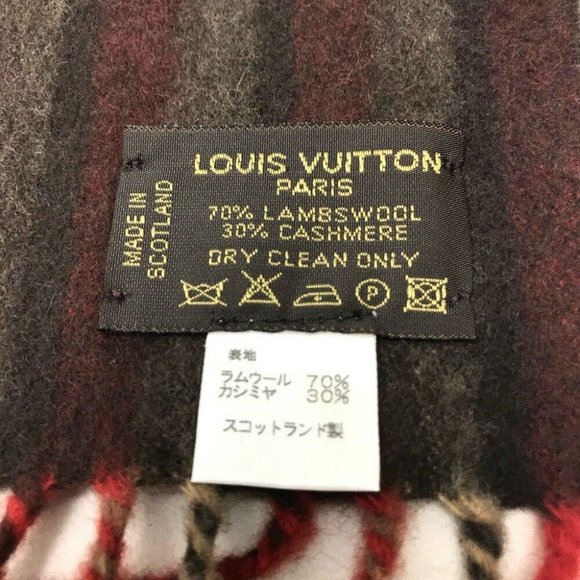 LOUIS VUITTON
PARIS
MADE IN
SCOTLAND
70% LAMBSWOOL
30% CASHMERE
DRY CLEAN ONLY
P
表地
ラムウール 70%
カシミヤ 30%
スコットランド製